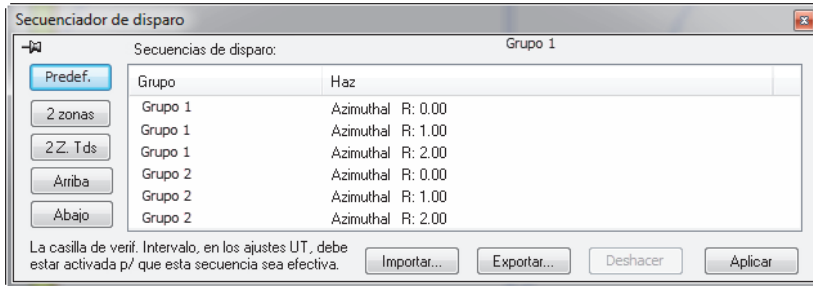 Secuenciador de disparo
Secuencias de disparo:
Grupo 1
Predef.
2 zonas
2 Z. Tds
Arriba
Abajo
Grupo Haz
Grupo 1 Azimuthal R: 0.00
Grupo 1 Azimuthal R: 1.00
Grupo 1 Azimuthal R: 2.00
Grupo 2 Azimuthal R: 0.00
Grupo 2 Azimuthal R: 1.00
Grupo 2 Azimuthal R: 2.00
La casilla de verif. Intervalo, en los ajustes UT, debe
estar activada p/ que esta secuencia sea efectiva.
Importar...
Exportar...
Deshacer
Aplicar